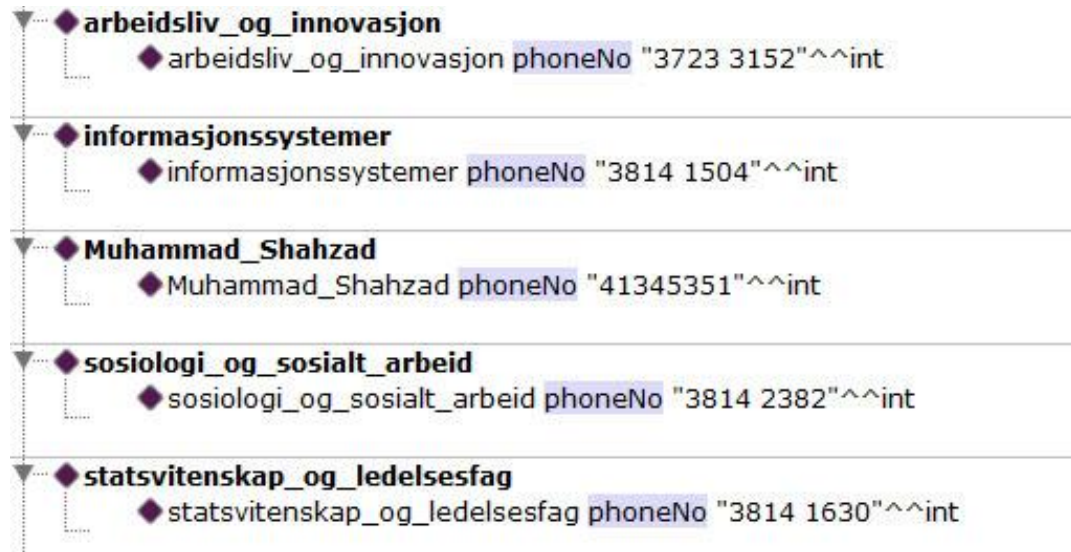 arbeidsliv_og_innovasjon
arbeidsliv_og_innovasjon phoneNo "3723 3152"^^int
informasjonssystemer
informasjonssystemer phoneNo "3814 1504"^^int
Muhammad_Shahzad
Muhammad_Shahzad phoneNo "41345351"^^int
sosiologi_og_sosialt_arbeid
sosiologi_og_sosialt_arbeid phoneNo "3814 2382"^^int
statsvitenskap_og_ledelsesfag
statsvitenskap_og_ledelsesfag phoneNo "3814 1630"^^int